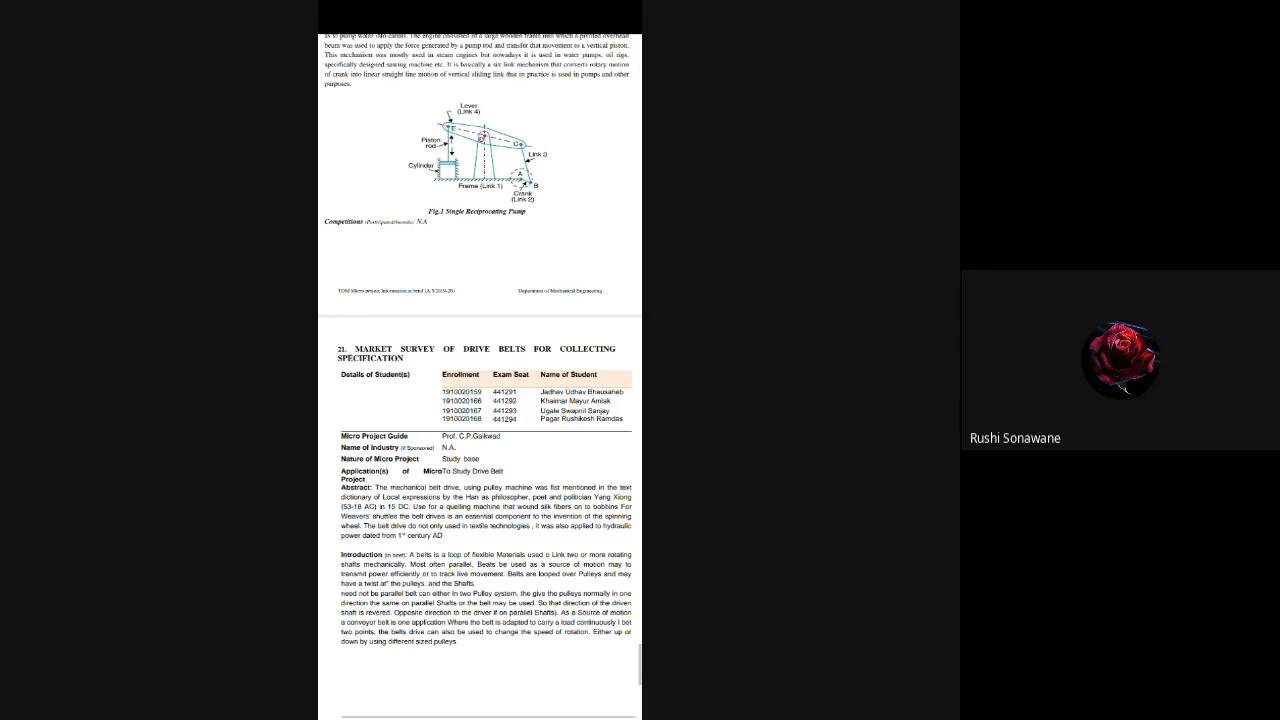 as to pump water into canals. The engine consisted of a large wooden frame into which a pivoted overhead
beam was used to apply the force generated by a pump rod and transfer that movement to a vertical piston.
This mechanism was mostly used in steam engines but nowadays it is used in water pumps, oil rigs,
specifically designed sawing machine etc. It is basically a six link mechanism that converts rotary motion
of crank into linear straight line motion of vertical sliding link that in practice is used in pumps and other
purposes.
Lever
(Link 4)
E
Piston
rod
D
C
Link 3
Cylinder
A
B
Frame (Link 1)
Crank
(Link 2)
Fig.1 Single Reciprocating Pump
Competitions (Participated/Awards): N.A
TOM Micro project Information in brief (A.Y2019-20) Department of Mechanical Engineering
21. MARKET SURVEY OF DRIVE BELTS FOR COLLECTING
SPECIFICATION
Details of Student(s) Enrollment Exam Seat Name of Student
1910020159 441291 Jadhav Udhav Bhausaheb
1910020166 441292 Khairnar Mayur Amlak
1910020167 441293 Ugale Swapnil Sanjay
1910020168 441294 Pagar Rushikesh Ramdas
Micro Project Guide Prof. C.P.Gaikwad
Name of Industry (If Sponsored) N.A.
Nature of Micro Project Study base
Application(s) of Micro To Study Drive Belt
Project
Abstract: The mechanical belt drive, using pulley machine was fist mentioned in the text
dictionary of Local expressions by the Han as philosopher, poet and politician Yang Xiong
(53-18 AC) in 15 DC. Use for a quelling machine that wound silk fibers on to bobbins For
Weavers' shuttles the belt drives is an essential component to the invention of the spinning
wheel. The belt drive do not only used in textile technologies , it was also applied to hydraulic
power dated from 1st century AD
Introduction (in brief): A belts is a loop of flexible Materials used o Link two or more rotating
shafts mechanically. Most often parallel. Beats be used as a source of motion may to
transmit power efficiently or to track live movement. Belts are looped over Pulleys and may
have a twist at" the pulleys. and the Shafts.
need not be parallel belt can either In two Pulley system. the give the pulleys normally in one
direction the same on parallel Shafts or the belt may be used. So that direction of the driven
shaft is revered. Opposite direction to the driver if on parallel Shafts). As a Source of motion
a conveyor belt is one application Where the belt is adapted to carry a load continuously I bet
two points, the belts drive can also be used to change the speed of rotation. Either up or
down by using different sized pulleys
Rushi Sonawane